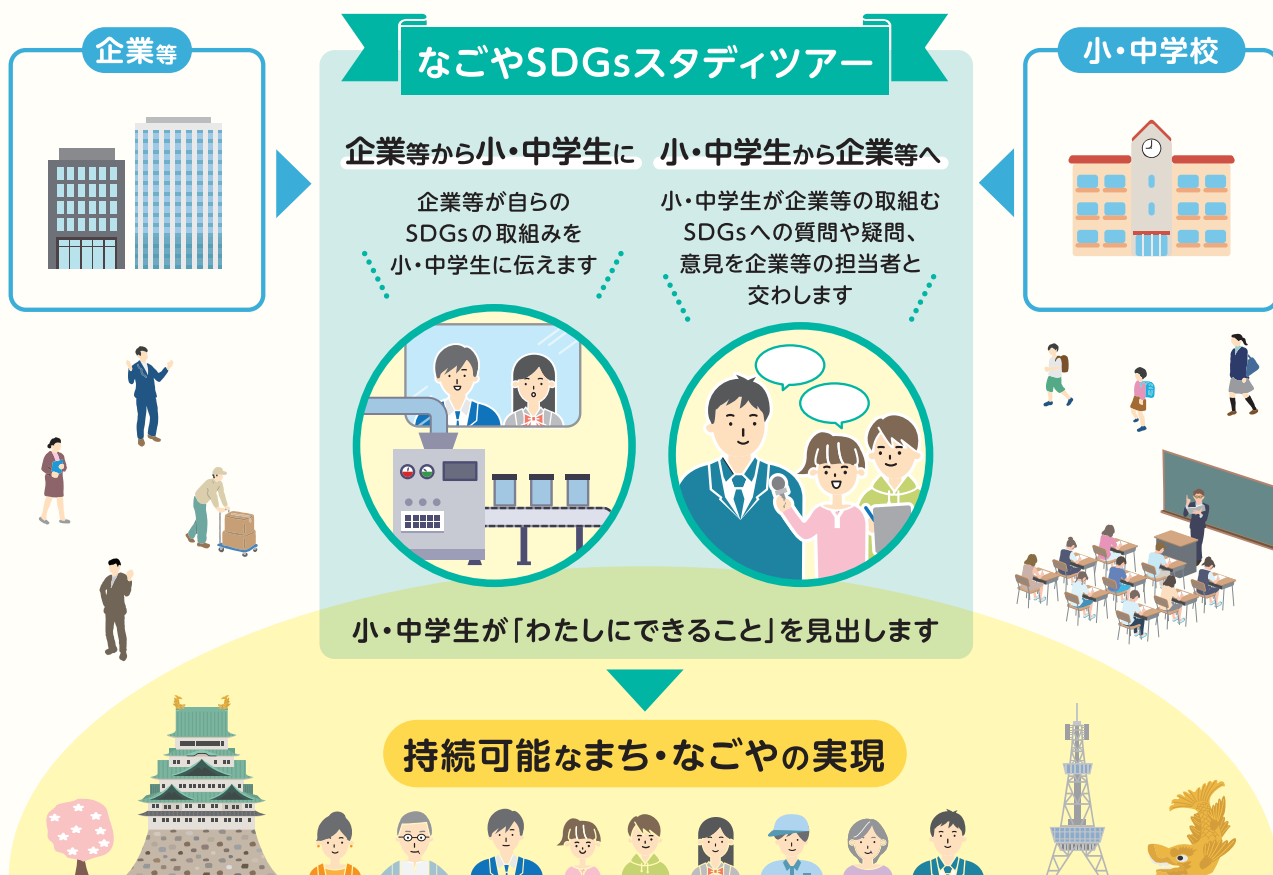 企業等
なごやSDGsスタディツアー
小・中学校
企業等から小・中学生に
企業等が自らの
SDGsの取組みを
小・中学生に伝えます
小・中学生から企業等へ
小・中学生が企業等の取組む
SDGsへの質問や疑問、
意見を企業等の担当者と
交わします
小・中学生が「わたしにできること」を見出します
持続可能なまち・なごやの実現